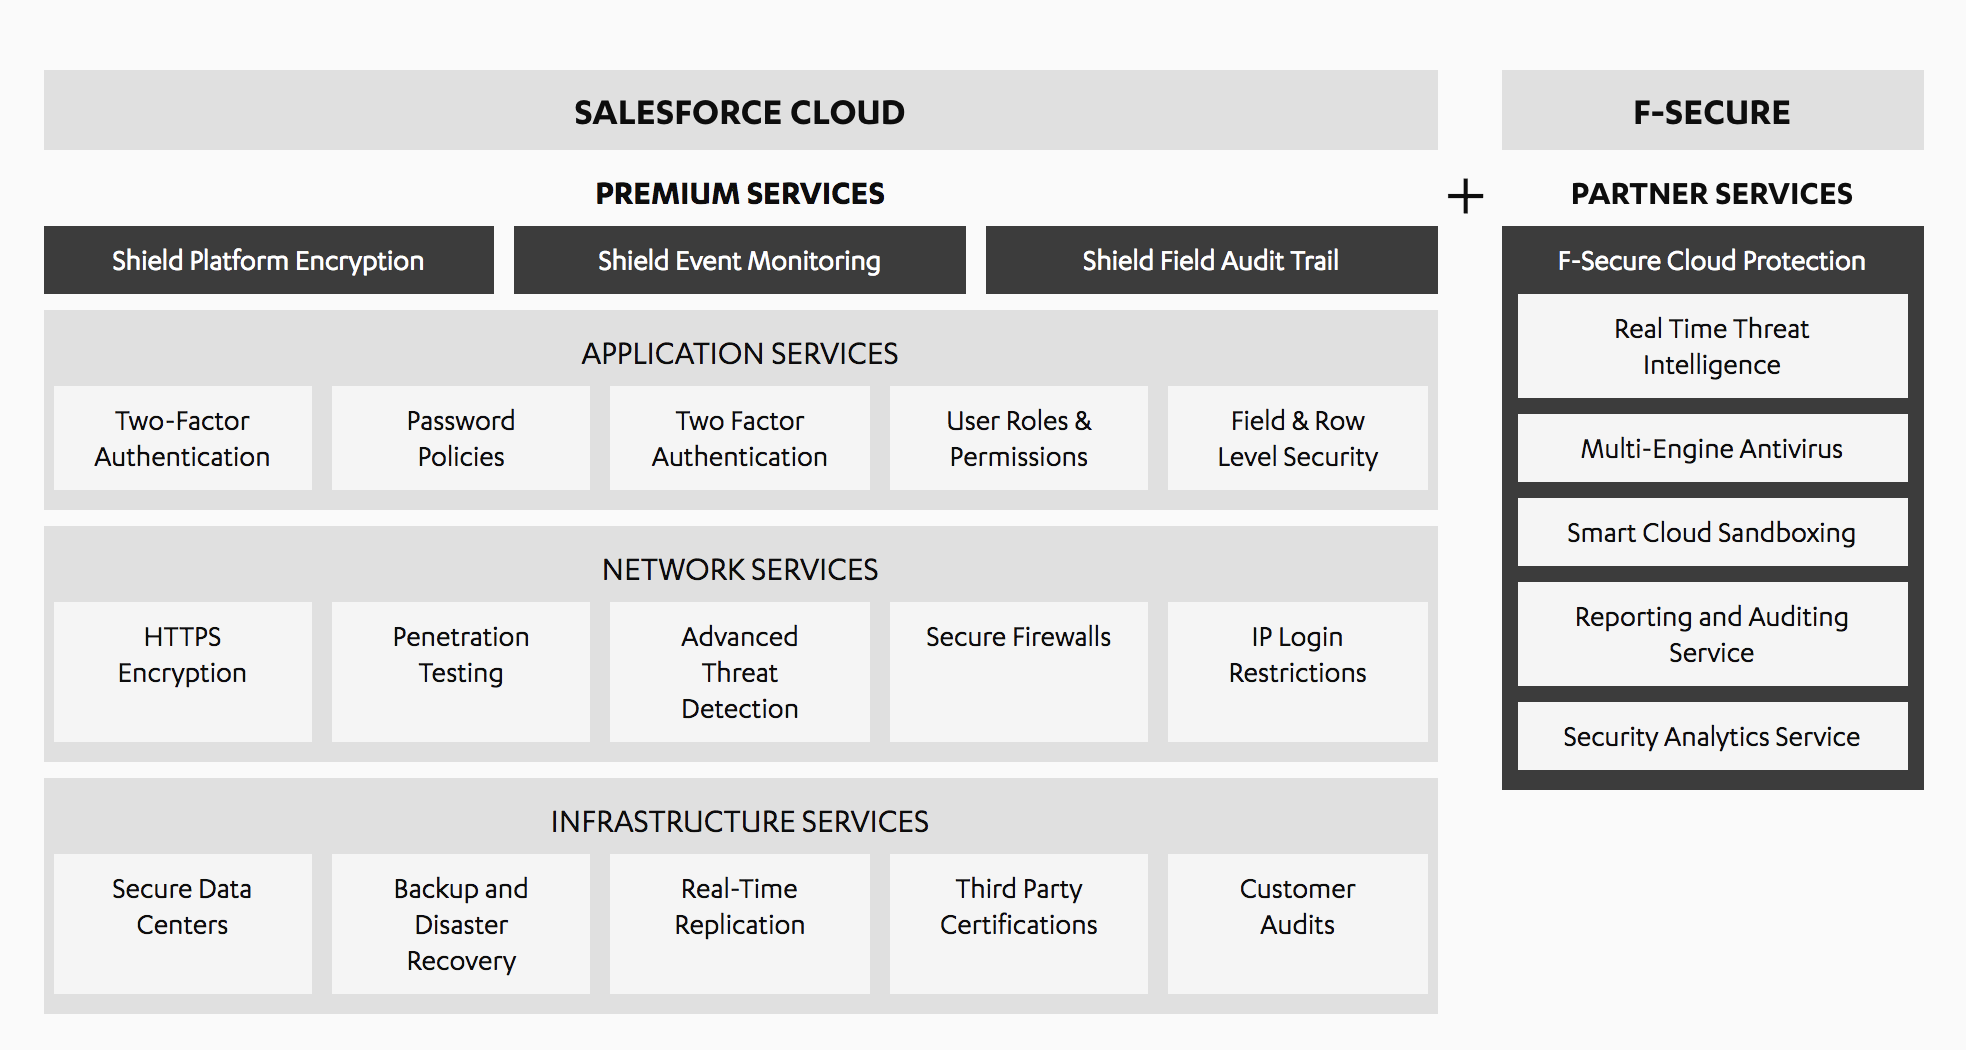 SALESFORCE CLOUD
PREMIUM SERVICES
Shield Platform Encryption
Shield Event Monitoring
Shield Field Audit Trail
APPLICATION SERVICES
Two-Factor
Authentication
Password
Policies
Two Factor
Authentication
User Roles &
Permissions
Field & Row
Level Security
NETWORK SERVICES
HTTPS
Encryption
Penetration
Testing
Advanced
Threat
Detection
Secure Firewalls
IP Login
Restrictions
INFRASTRUCTURE SERVICES
Secure Data
Centers
Backup and
Disaster
Recovery
Real-Time
Replication
Third Party
Certifications
Customer
Audits
+
F-SECURE
PARTNER SERVICES
F-Secure Cloud Protection
Real Time Threat
Intelligence
Multi-Engine Antivirus
Smart Cloud Sandboxing
Reporting and Auditing
Service
Security Analytics Service